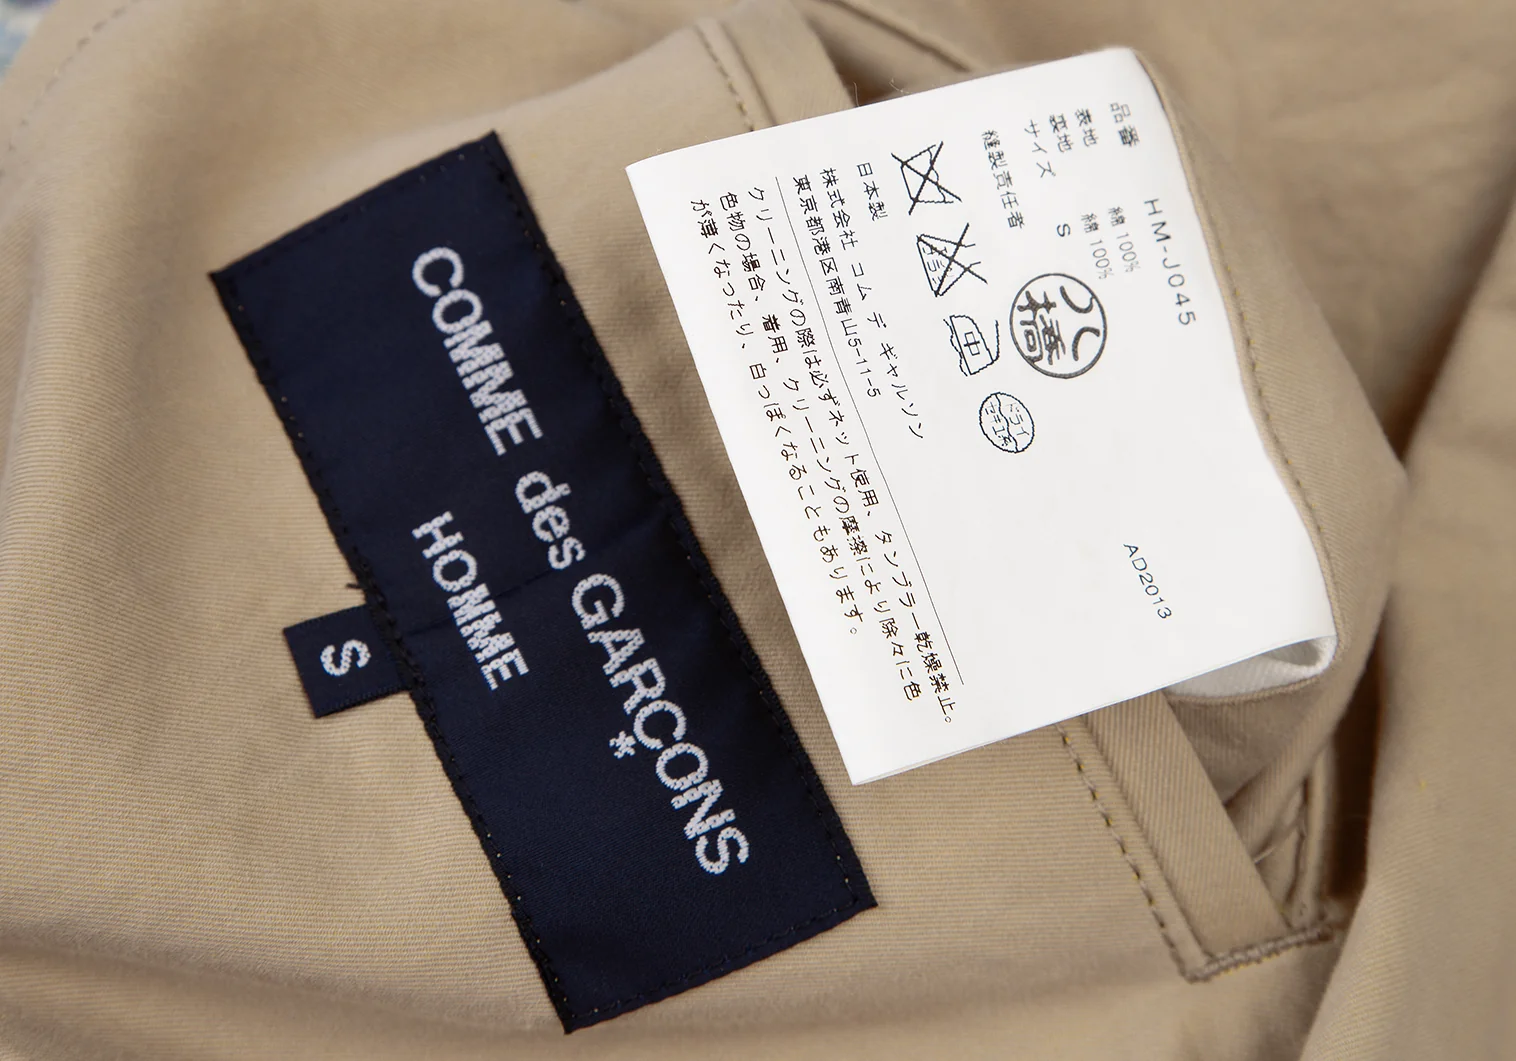 COMME des GARÇONS
HOMME
S
品番 HM-J045
表地 綿 100%
裏地 綿 100%
サイズ S
AD2013
縫製責任者
日本製
株式会社 コム デ ギャルソン
東京都港区南青山5-11-5
クリーニングの際は必ずネット使用、タンブラー乾燥禁止。
色物の場合、着用、クリーニングの摩擦により除々に色
が薄くなったり、白っぽくなることもあります。
中
ドライ